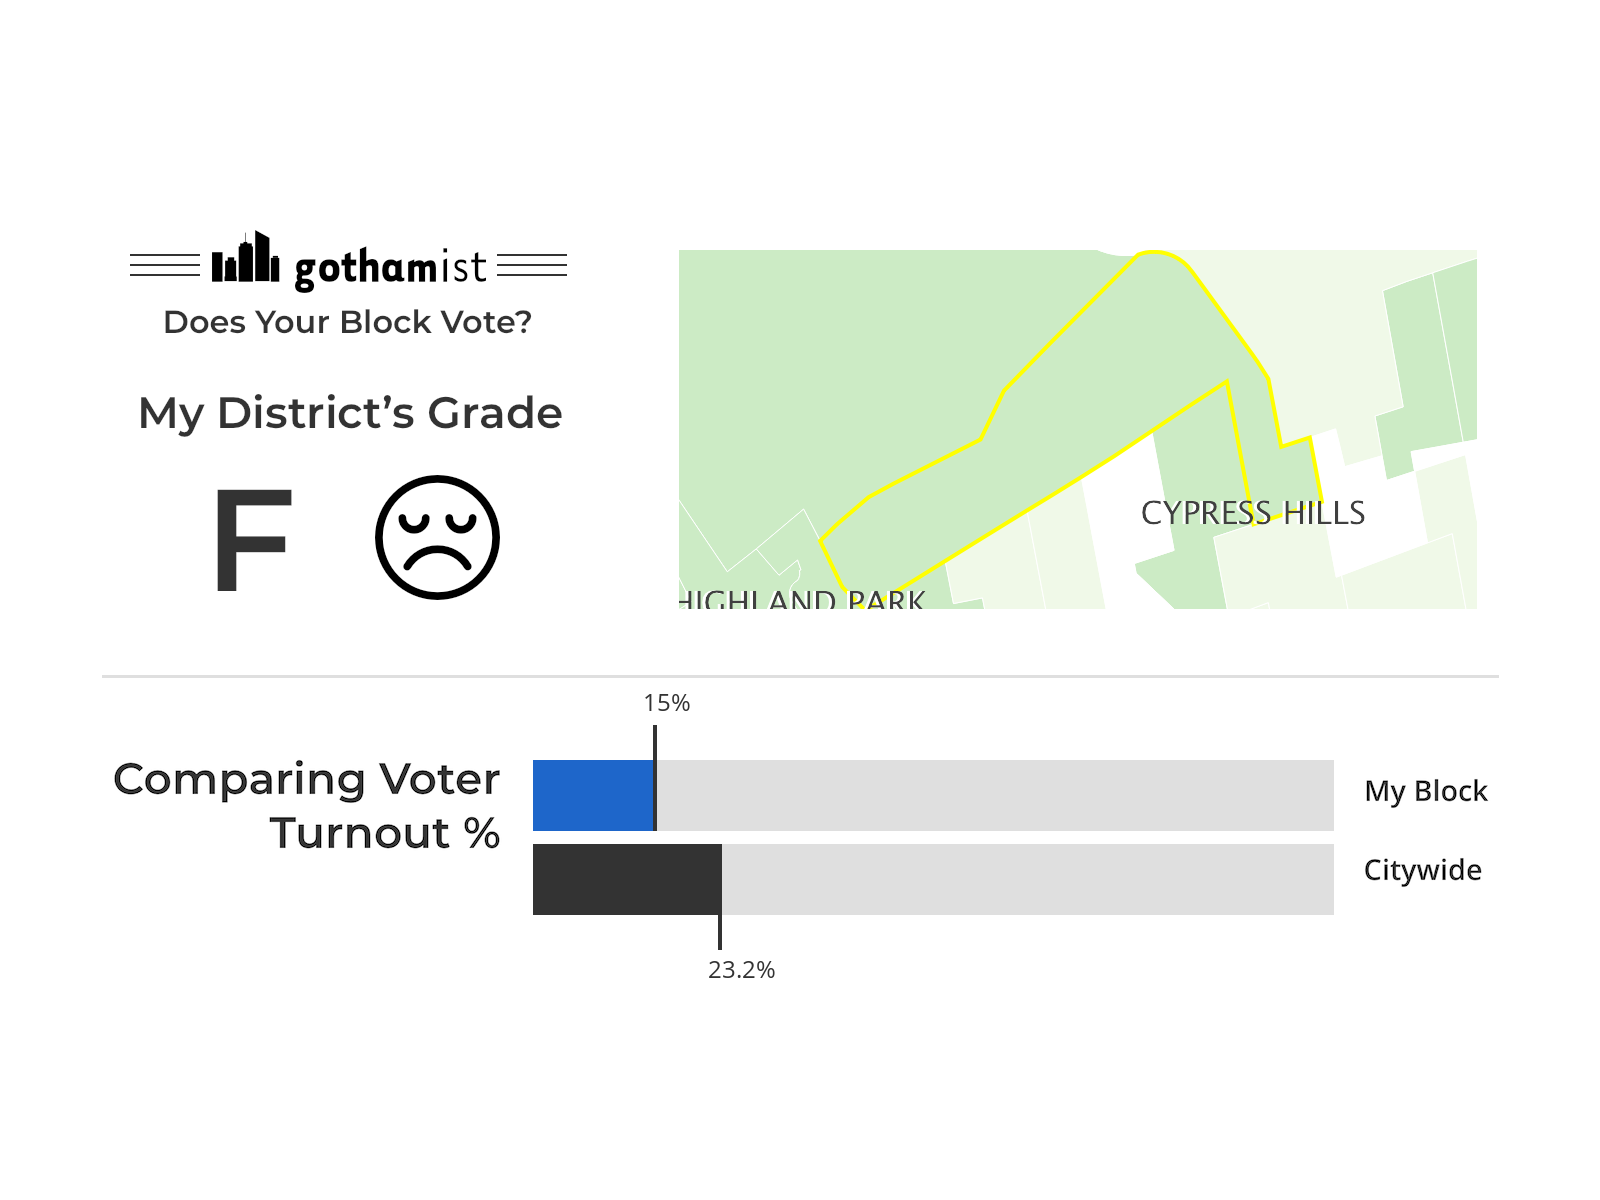 gothamist
Does Your Block Vote?
My District’s Grade
F
CYPRESS HILLS
HIGHLAND PARK
15%
Comparing Voter
Turnout %
My Block
Citywide
23.2%